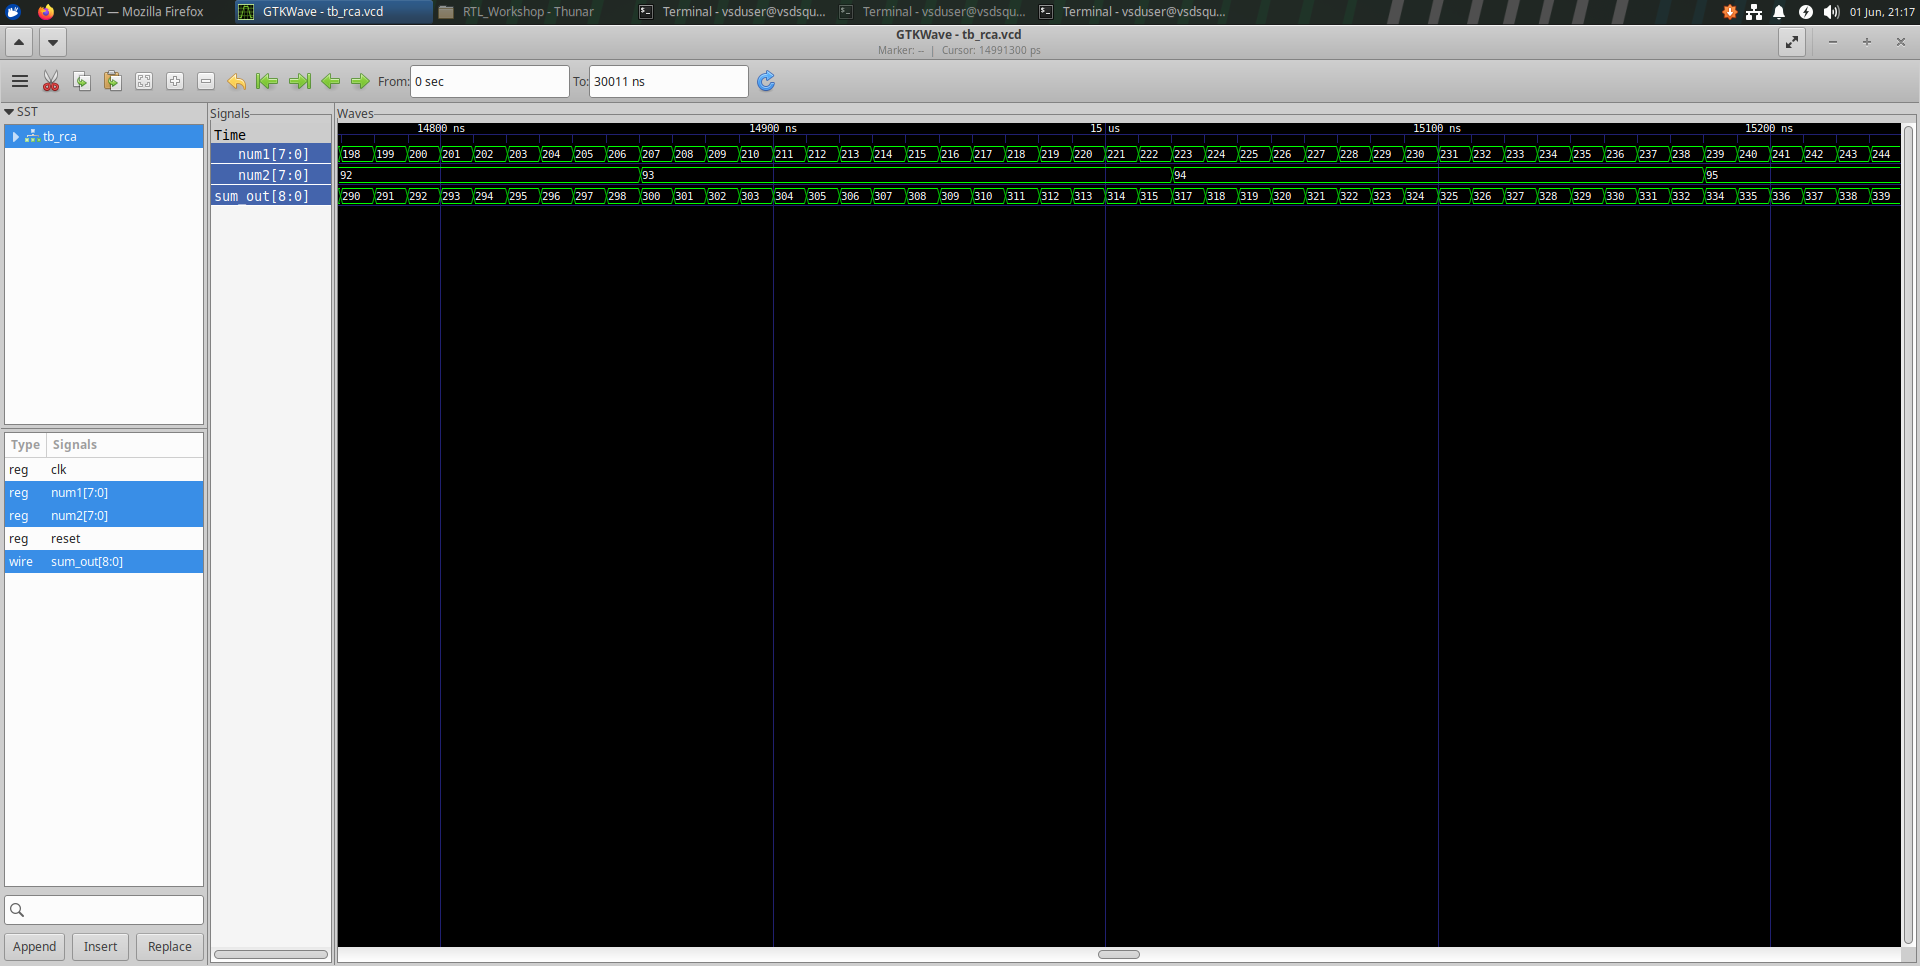 VSDIAT — Mozilla Firefox
GTKWave - tb_rca.vcd
RTL_Workshop - Thunar
Terminal - vsduser@vsdsqu...
Terminal - vsduser@vsdsqu...
Terminal - vsduser@vsdsqu...
01 Jun, 21:17
GTKWave - tb_rca.vcd
Marker: -- | Cursor: 14991300 ps
From: 0 sec To: 30011 ns
SST
tb_rca
Type Signals
reg clk
reg num1[7:0]
reg num2[7:0]
reg reset
wire sum_out[8:0]
Append Insert Replace
Signals
Time
num1[7:0]
num2[7:0]
sum_out[8:0]
Waves
14800 ns 14900 ns 15 us 15100 ns 15200 ns
198 199 200 201 202 203 204 205 206 207 208 209 210 211 212 213 214 215 216 217 218 219 220 221 222 223 224 225 226 227 228 229 230 231 232 233 234 235 236 237 238 239 240 241 242 243 244
92 93 94 95
290 291 292 293 294 295 296 297 298 300 301 302 303 304 305 306 307 308 309 310 311 312 313 314 315 317 318 319 320 321 322 323 324 325 326 327 328 329 330 331 332 334 335 336 337 338 339